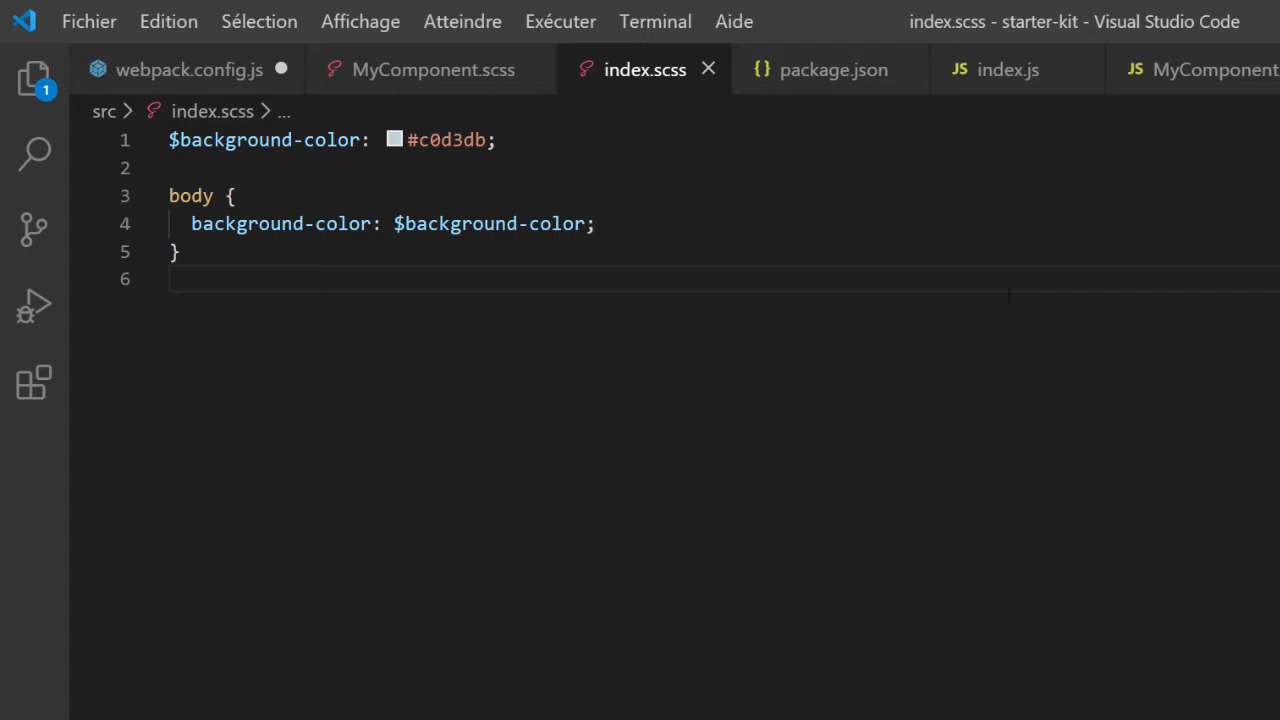 Fichier Edition Sélection Affichage Atteindre Exécuter Terminal Aide index.scss - starter-kit - Visual Studio Code
webpack.config.js MyComponent.scss index.scss {} package.json JS index.js JS MyComponent
1
src > index.scss > ...
1 $background-color: #c0d3db;
2
3 body {
4 background-color: $background-color;
5 }
6